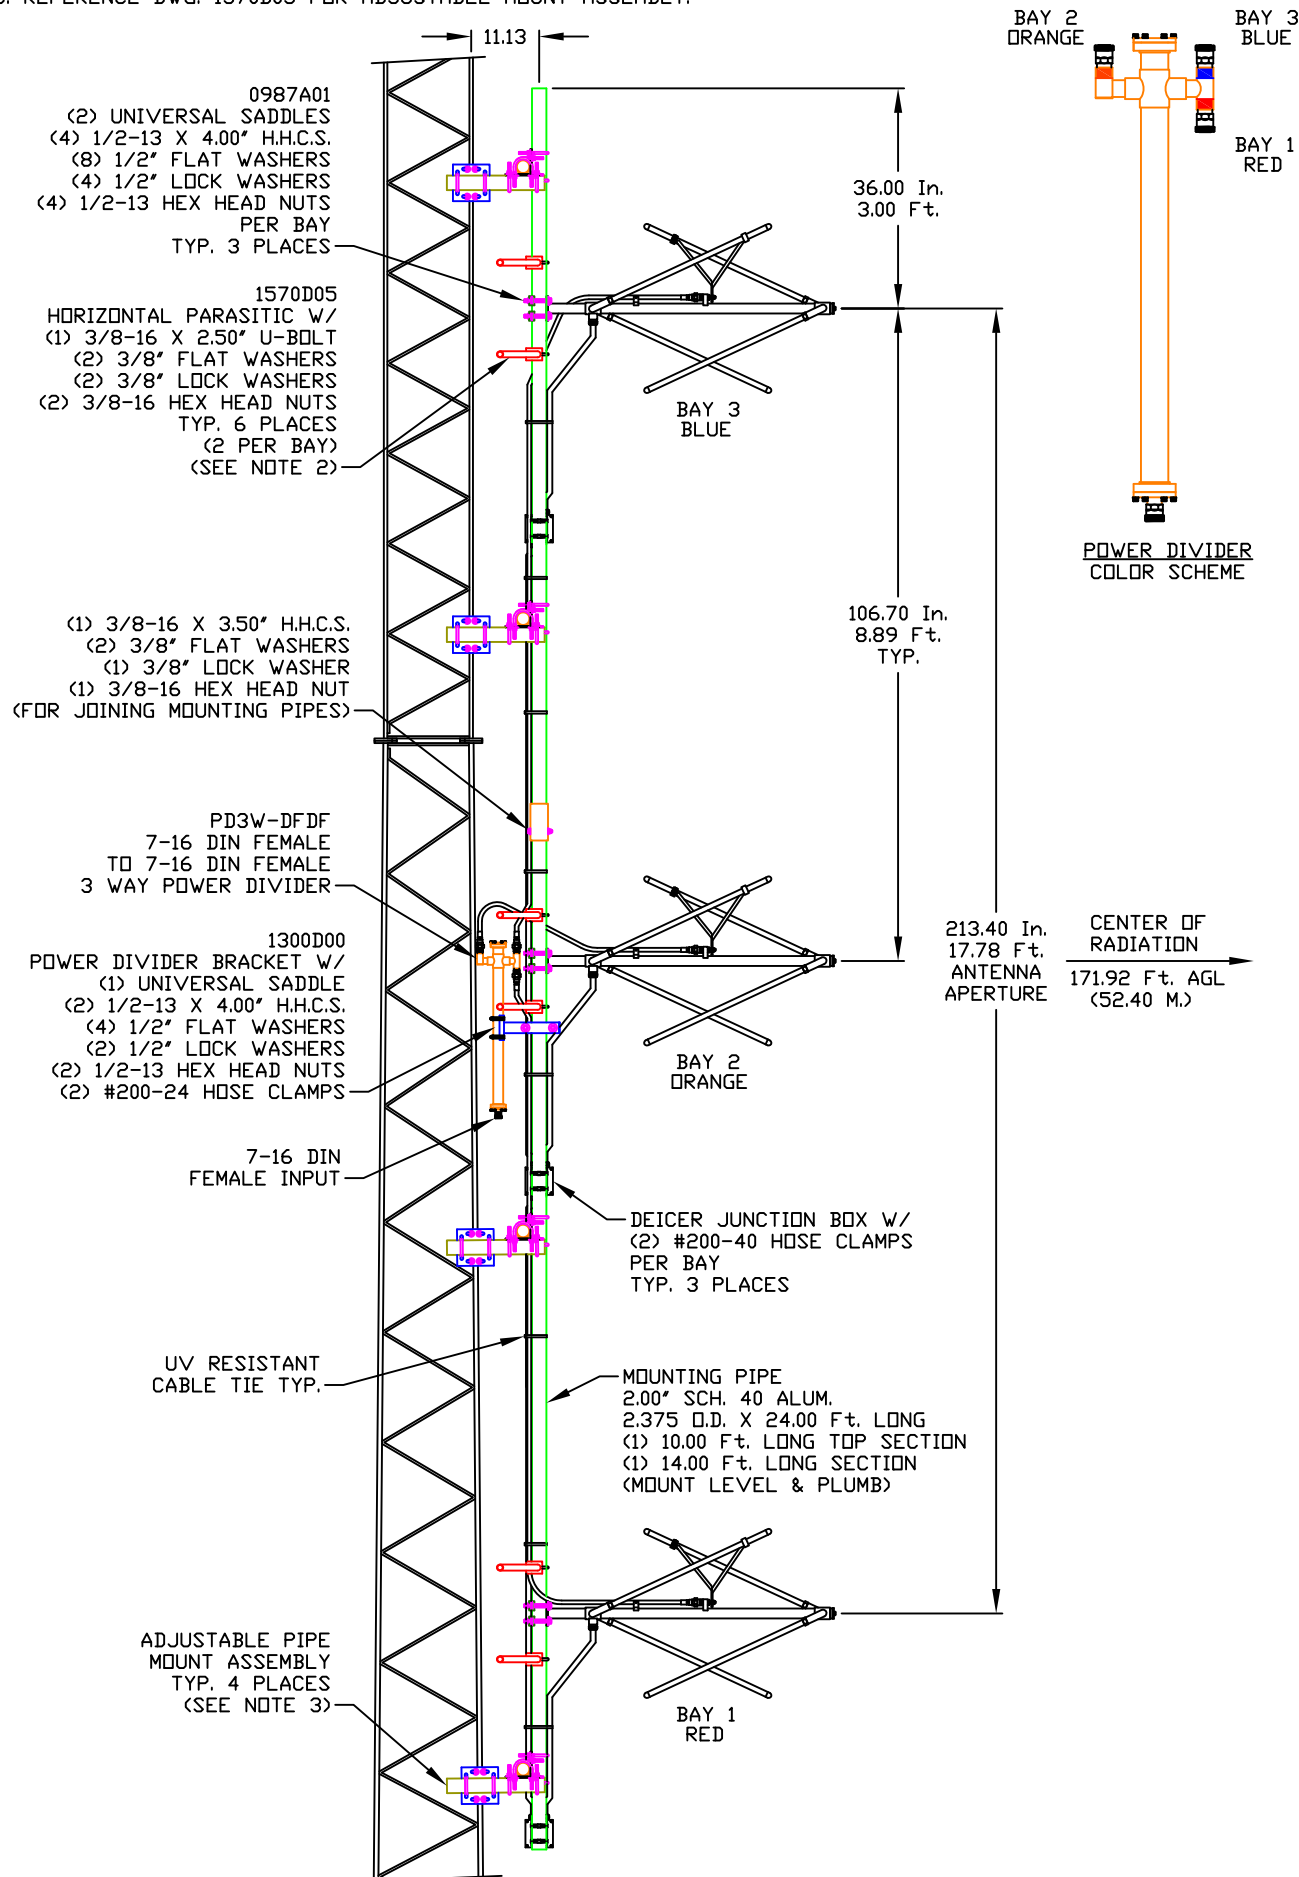 3. REFERENCE DWG. 1570D05 FOR ADJUSTABLE MOUNT ASSEMBLY.
11.13
BAY 2
ORANGE
BAY 3
BLUE
BAY 1
RED
POWER DIVIDER
COLOR SCHEME
0987A01
(2) UNIVERSAL SADDLES
(4) 1/2-13 X 4.00" H.H.C.S.
(8) 1/2" FLAT WASHERS
(4) 1/2" LOCK WASHERS
(4) 1/2-13 HEX HEAD NUTS
PER BAY
TYP. 3 PLACES
36.00 In.
3.00 Ft.
1570D05
HORIZONTAL PARASITIC W/
(1) 3/8-16 X 2.50" U-BOLT
(2) 3/8" FLAT WASHERS
(2) 3/8" LOCK WASHERS
(2) 3/8-16 HEX HEAD NUTS
TYP. 6 PLACES
(2 PER BAY)
(SEE NOTE 2)
BAY 3
BLUE
106.70 In.
8.89 Ft.
TYP.
(1) 3/8-16 X 3.50" H.H.C.S.
(2) 3/8" FLAT WASHERS
(1) 3/8" LOCK WASHER
(1) 3/8-16 HEX HEAD NUT
(FOR JOINING MOUNTING PIPES)
PD3W-DFDF
7-16 DIN FEMALE
TO 7-16 DIN FEMALE
3 WAY POWER DIVIDER
1300D00
POWER DIVIDER BRACKET W/
(1) UNIVERSAL SADDLE
(2) 1/2-13 X 4.00" H.H.C.S.
(4) 1/2" FLAT WASHERS
(2) 1/2" LOCK WASHERS
(2) 1/2-13 HEX HEAD NUTS
(2) #200-24 HOSE CLAMPS
213.40 In.
17.78 Ft.
ANTENNA
APERTURE
CENTER OF
RADIATION
171.92 Ft. AGL
(52.40 M.)
BAY 2
ORANGE
7-16 DIN
FEMALE INPUT
DEICER JUNCTION BOX W/
(2) #200-40 HOSE CLAMPS
PER BAY
TYP. 3 PLACES
UV RESISTANT
CABLE TIE TYP.
MOUNTING PIPE
2.00" SCH. 40 ALUM.
2.375 O.D. X 24.00 Ft. LONG
(1) 10.00 Ft. LONG TOP SECTION
(1) 14.00 Ft. LONG SECTION
(MOUNT LEVEL & PLUMB)
ADJUSTABLE PIPE
MOUNT ASSEMBLY
TYP. 4 PLACES
(SEE NOTE 3)
BAY 1
RED